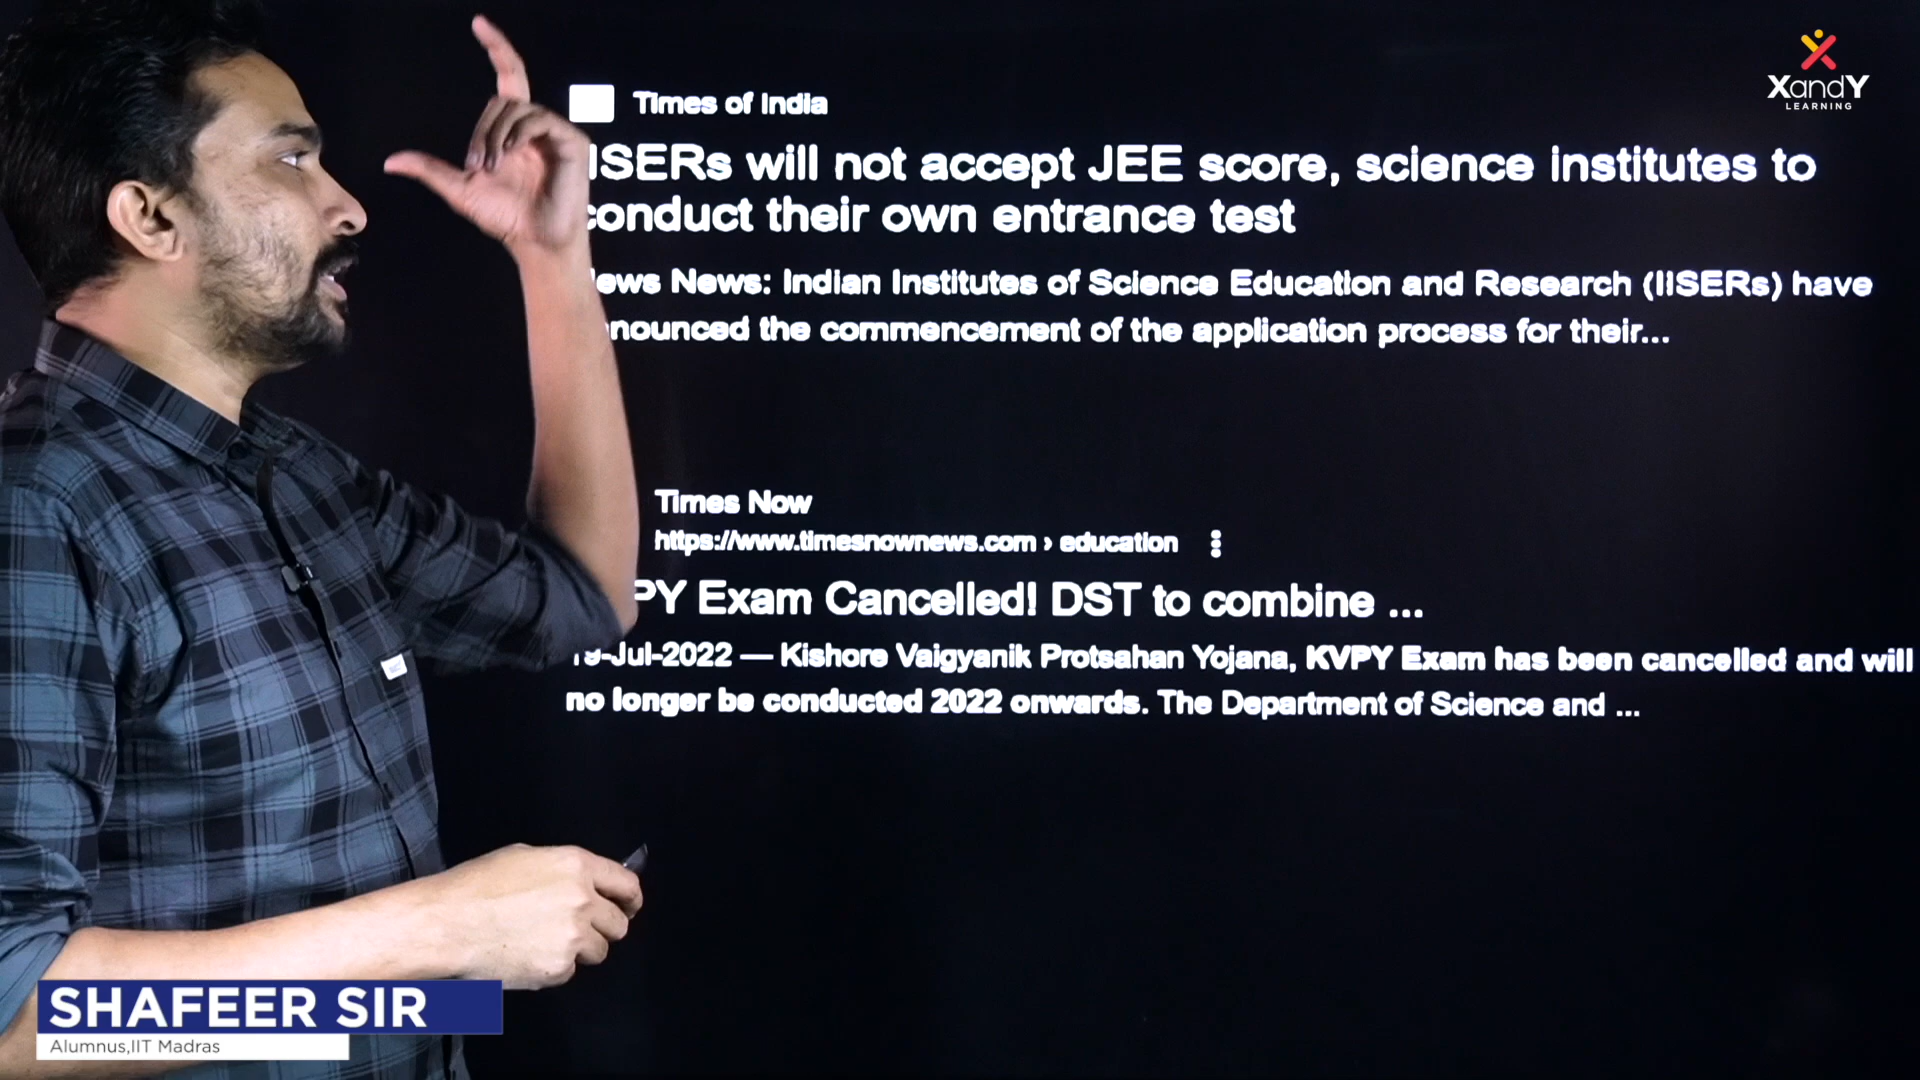 XandY
LEARNING
Times of India
IISERs will not accept JEE score, science institutes to
conduct their own entrance test
News: Indian Institutes of Science Education and Research (IISERs) have
the commencement of the application process for their...
Times Now
https://www.timesnownews.com › education
PY Exam Cancelled! DST to combine ...
19-Jul-2022 — Kishore Vaigyanik Protsahan Yojana, KVPY Exam has been cancelled and will
no longer be conducted 2022 onwards. The Department of Science and ...
SHAFEER SIR
Alumnus,IIT Madras